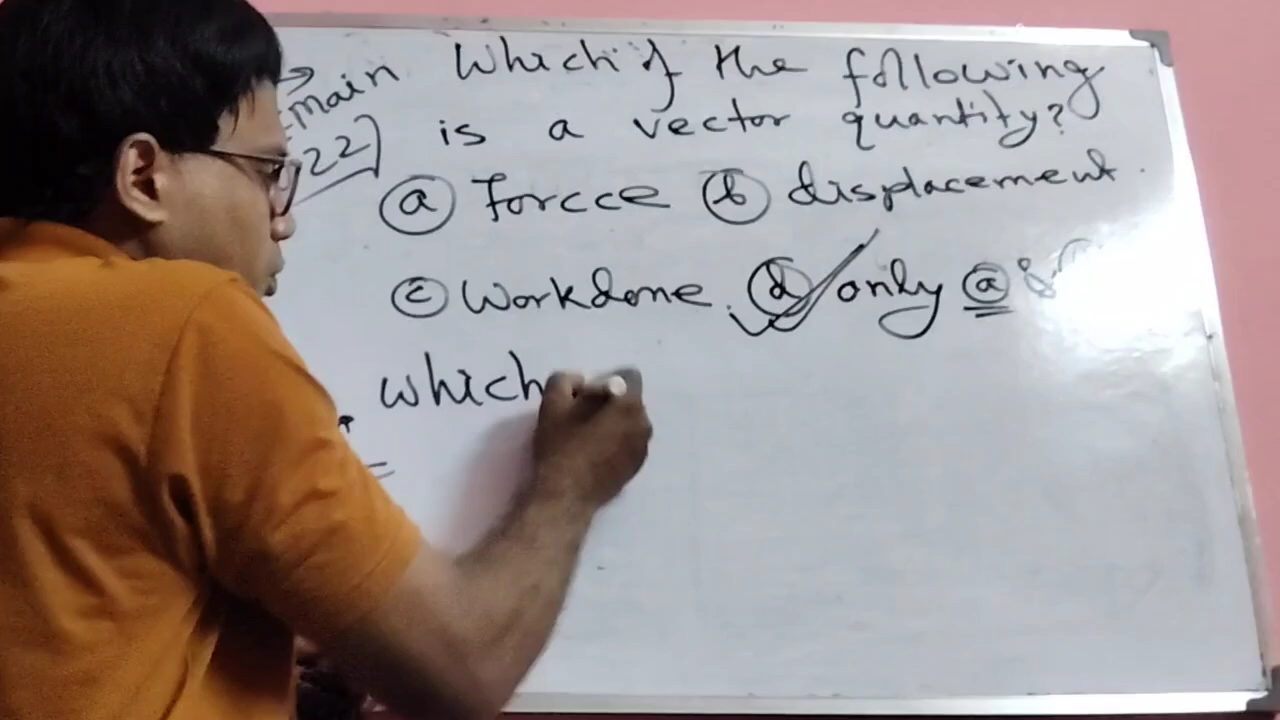 main Which of the following
22) is a vector quantity?
(a) Forcce (b) displacement.
(c) Workdone. (d) only (a) &
which